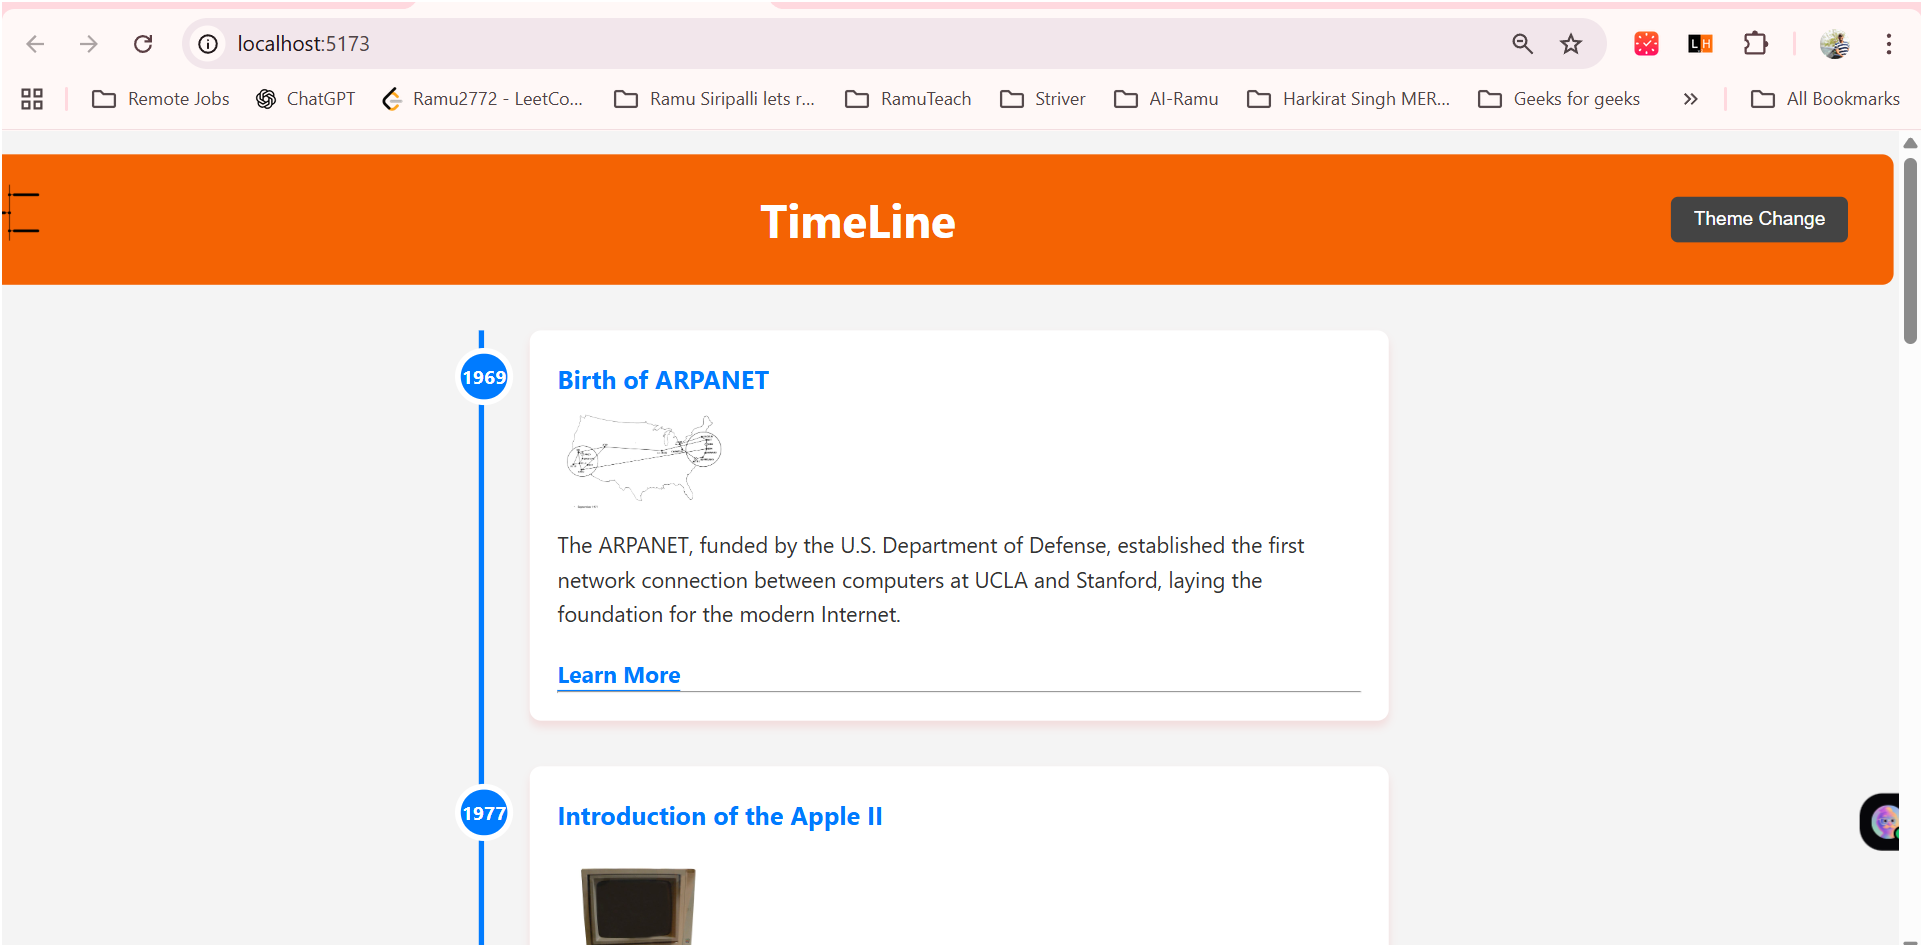 localhost:5173
Remote Jobs
ChatGPT
Ramu2772 - LeetCo...
Ramu Siripalli lets r...
RamuTeach
Striver
AI-Ramu
Harkirat Singh MER...
Geeks for geeks
All Bookmarks
TimeLine
Theme Change
1969
Birth of ARPANET
The ARPANET, funded by the U.S. Department of Defense, established the first
network connection between computers at UCLA and Stanford, laying the
foundation for the modern Internet.
Learn More
1977
Introduction of the Apple II